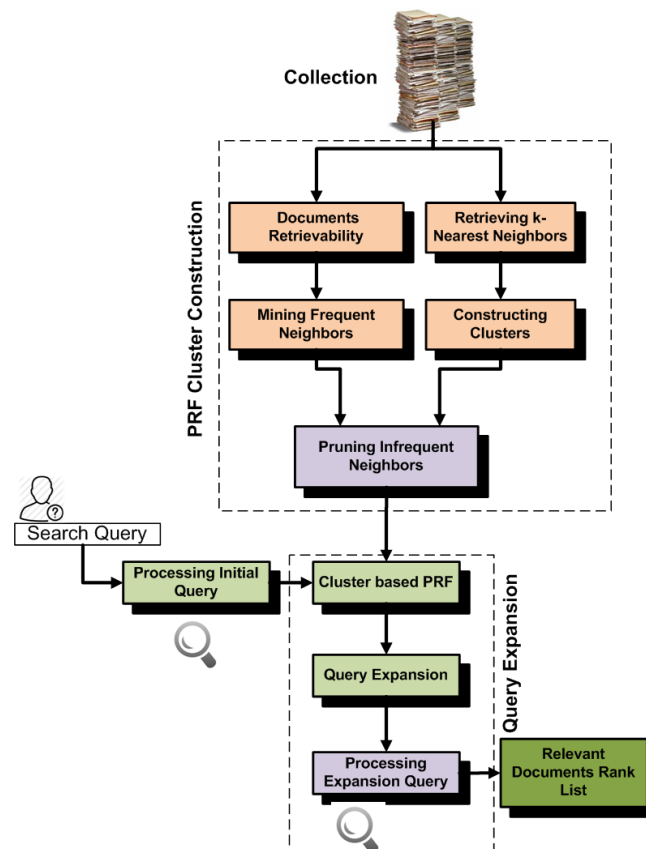 Collection
PRF Cluster Construction
Documents
Retrievability
Retrieving k-
Nearest Neighbors
Mining Frequent
Neighbors
Constructing
Clusters
Pruning Infrequent
Neighbors
?
Search Query
Processing Initial
Query
Cluster based PRF
Query Expansion
Query Expansion
Processing
Expansion Query
Relevant
Documents Rank
List